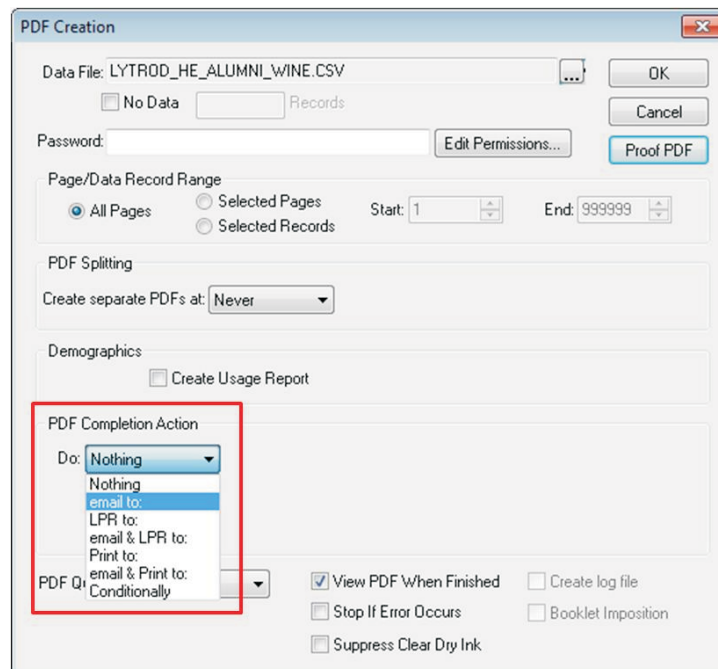 PDF Creation
Data File: LYTROD_HE_ALUMNI_WINE.CSV ...
OK
No Data Records
Cancel
Password: Edit Permissions...
Proof PDF
Page/Data Record Range
All Pages
Selected Pages
Selected Records
Start: 1
End: 999999
PDF Splitting
Create separate PDFs at: Never
Demographics
Create Usage Report
PDF Completion Action
Do: Nothing
Nothing
email to:
LPR to:
email & LPR to:
Print to:
email & Print to:
Conditionally
PDF
View PDF When Finished
Create log file
Stop If Error Occurs
Booklet Imposition
Suppress Clear Dry Ink